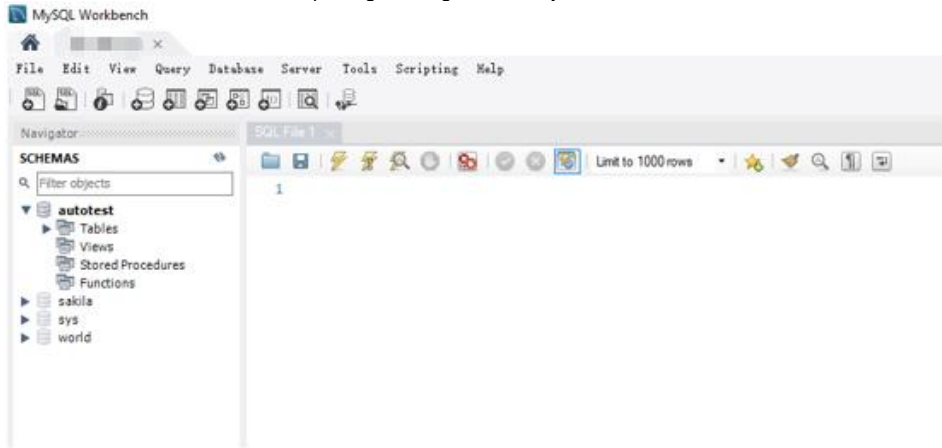 MySQL Workbench
File Edit View Query Database Server Tools Scripting Help
Navigator
SQL File 1
SCHEMAS
Limit to 1000 rows
Filter objects
1
autotest
Tables
Views
Stored Procedures
Functions
sakila
sys
world